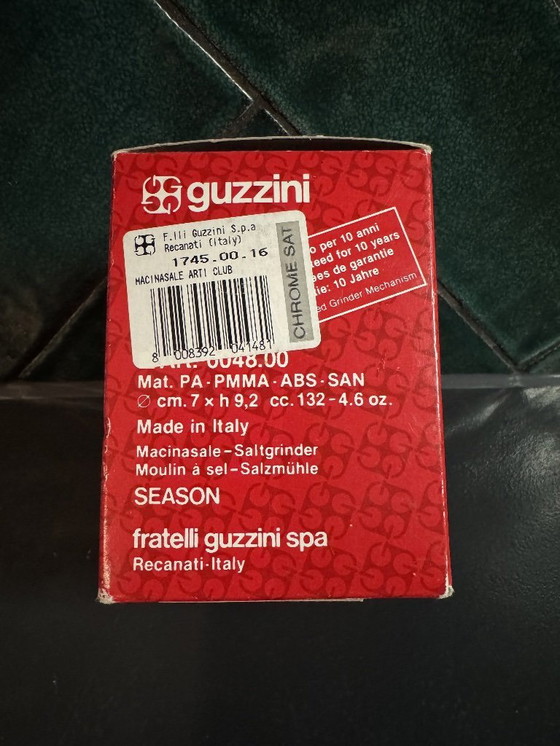 guzzini
F.lli Guzzini S.p.a
Recanati (Italy)
1745.00.16
MACINASALE ARTI CLUB
CHROME SAT
8 008392 041481
o per 10 anni
teed for 10 years
ées de garantie
tie: 10 Jahre
ed Grinder Mechanism
0048.00
Mat. PA-PMMA-ABS-SAN
Ø cm. 7 x h 9,2 cc. 132-4.6 oz.
Made in Italy
Macinasale-Saltgrinder
Moulin á sel-Salzmühle
SEASON
fratelli guzzini spa
Recanati-Italy